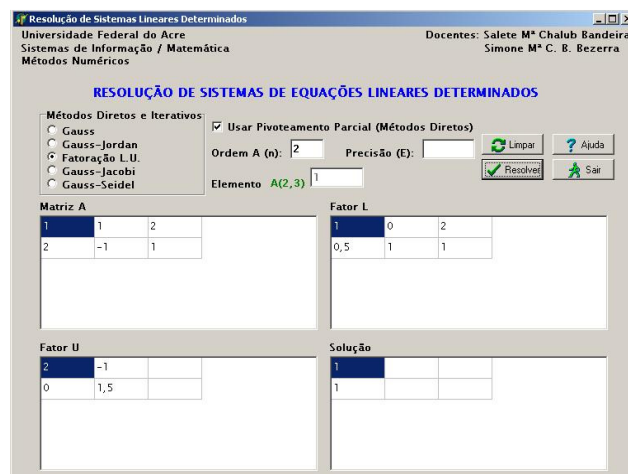 Resolução de Sistemas Lineares Determinados
Universidade Federal do Acre
Sistemas de Informação / Matemática
Métodos Numéricos
Docentes: Salete Mª Chalub Bandeira
Simone Mª C. B. Bezerra
RESOLUÇÃO DE SISTEMAS DE EQUAÇÕES LINEARES DETERMINADOS
Métodos Diretos e Iterativos
Gauss
Gauss-Jordan
Fatoração L.U.
Gauss-Jacobi
Gauss-Seidel
Usar Pivoteamento Parcial (Métodos Diretos)
Ordem A (n): 2 Precisão (E):
Elemento A(2,3) 1
Limpar Ajuda
Resolver Sair
Matriz A
1 1 2
2 -1 1
Fator L
1 0 2
0,5 1 1
Fator U
2 -1
0 1,5
Solução
1
1